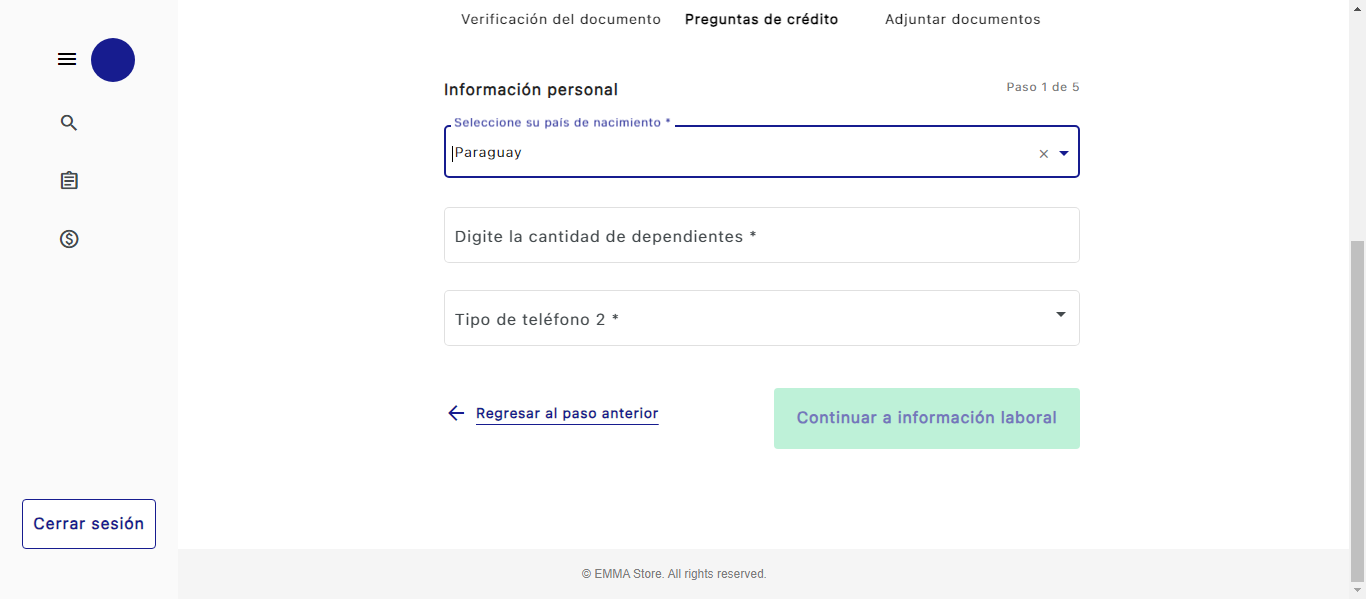 Verificación del documento Preguntas de crédito Adjuntar documentos
Información personal Paso 1 de 5
Seleccione su país de nacimiento *
Paraguay
Digite la cantidad de dependientes *
Tipo de teléfono 2 *
Regresar al paso anterior Continuar a información laboral
Cerrar sesión
© EMMA Store. All rights reserved.